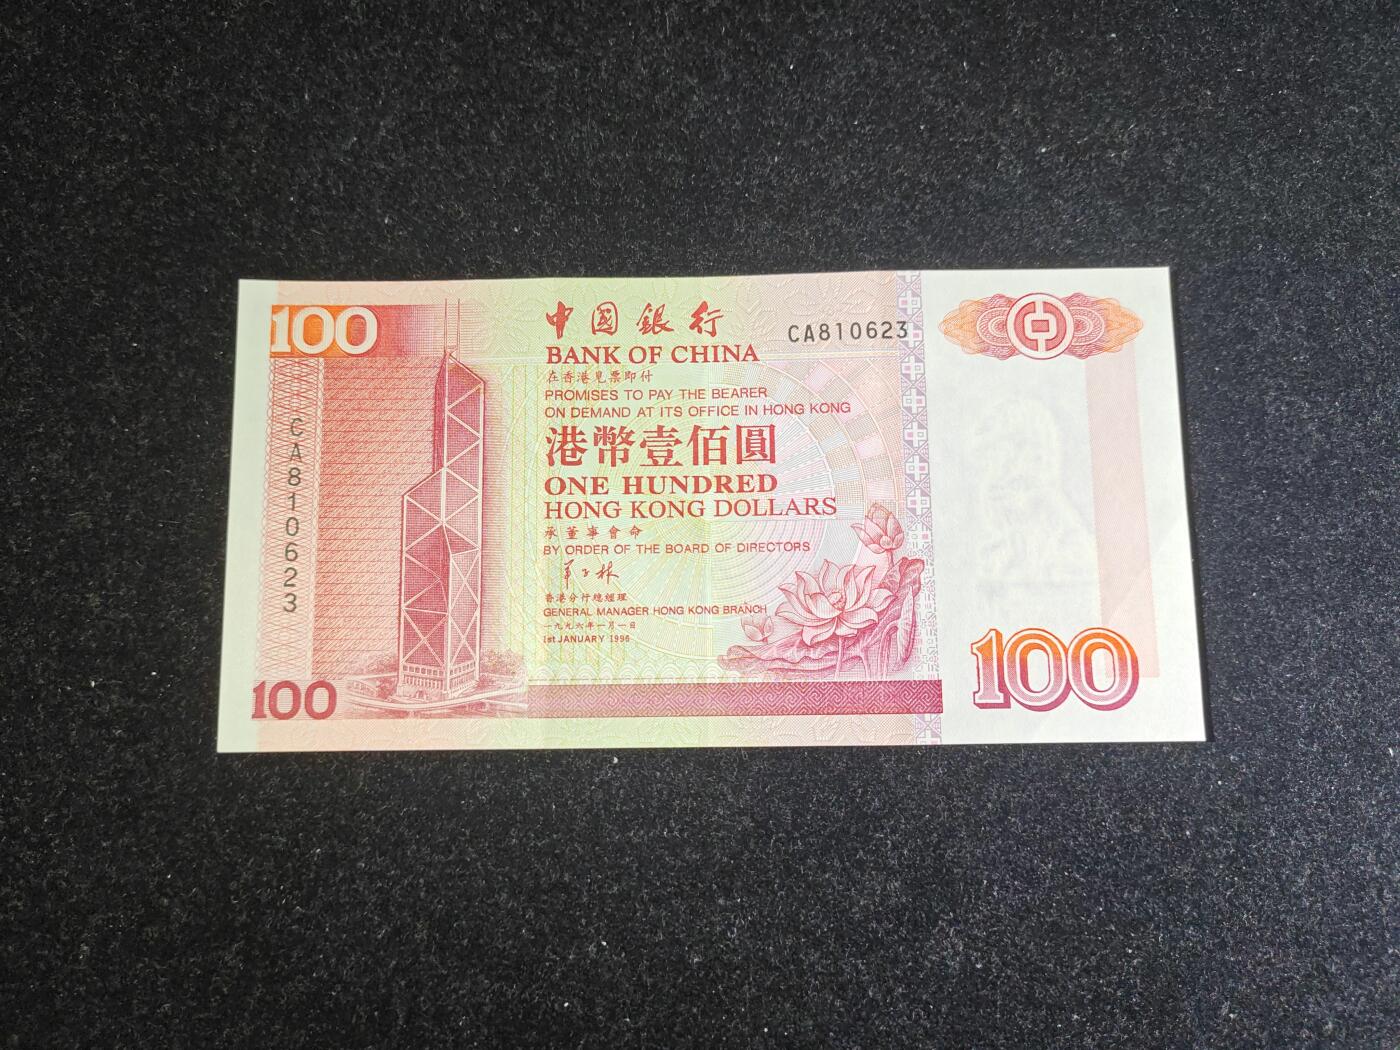 100
中國銀行
CA810623
BANK OF CHINA
在香港見票即付
PROMISES TO PAY THE BEARER
ON DEMAND AT ITS OFFICE IN HONG KONG
港幣壹佰圓
ONE HUNDRED
HONG KONG DOLLARS
承董事會命
BY ORDER OF THE BOARD OF DIRECTORS
香港分行總經理
GENERAL MANAGER HONG KONG BRANCH
一九九六年一月一日
1st JANUARY 1996
CA810623
100
100